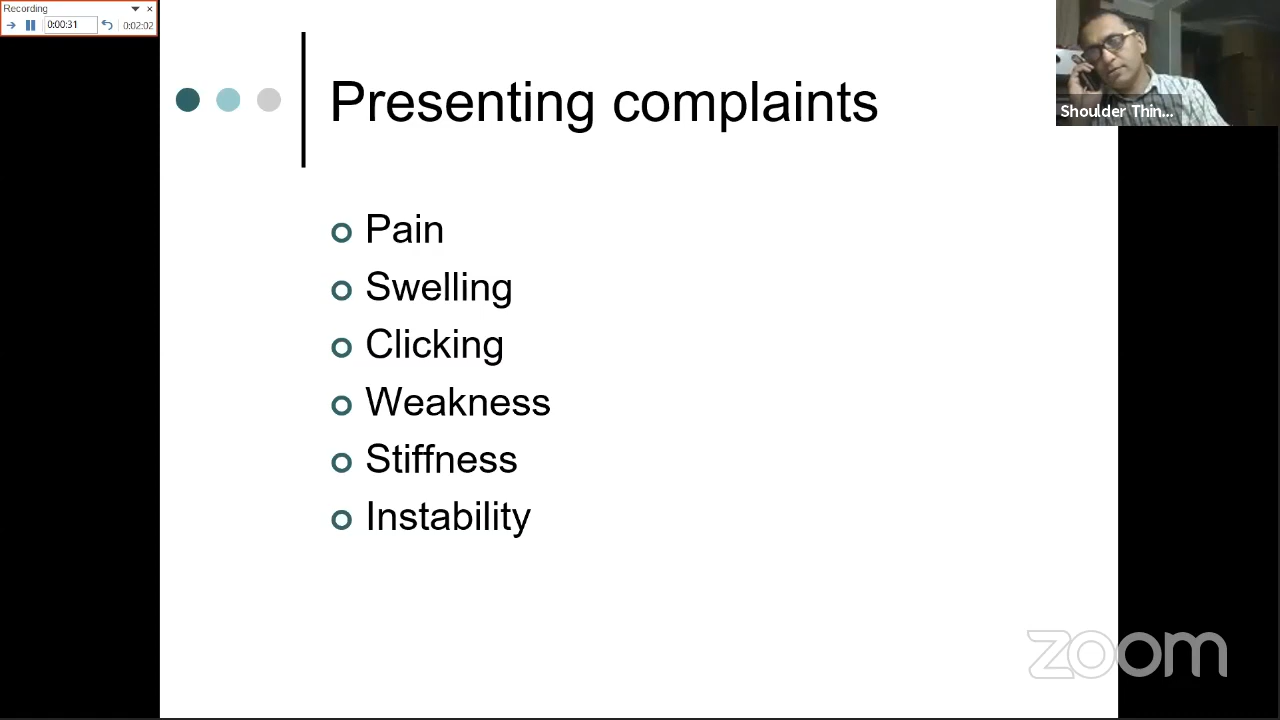 Recording
0:00:31
0:02:02
Presenting complaints
Shoulder Thin...
Pain
Swelling
Clicking
Weakness
Stiffness
Instability
zoom